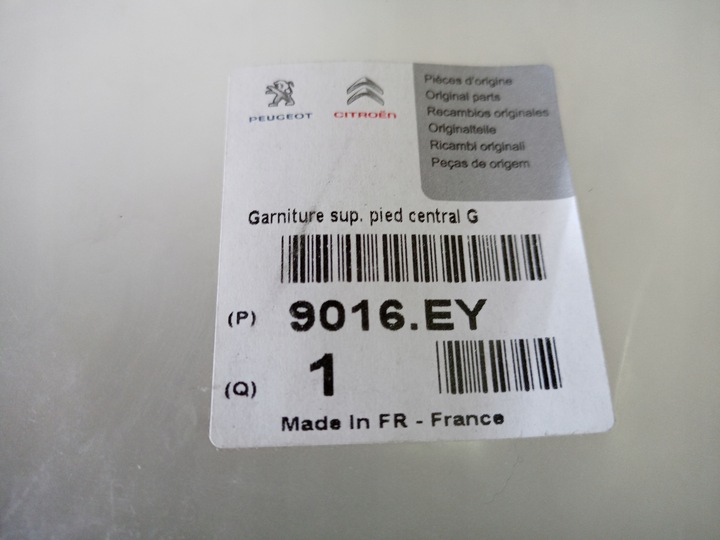 PEUGEOT CITROËN
Pièces d'origine
Original parts
Recambios originales
Originalteile
Ricambi originali
Peças de origem
Garniture sup. pied central G
(P) 9016.EY
(Q) 1
Made In FR - France